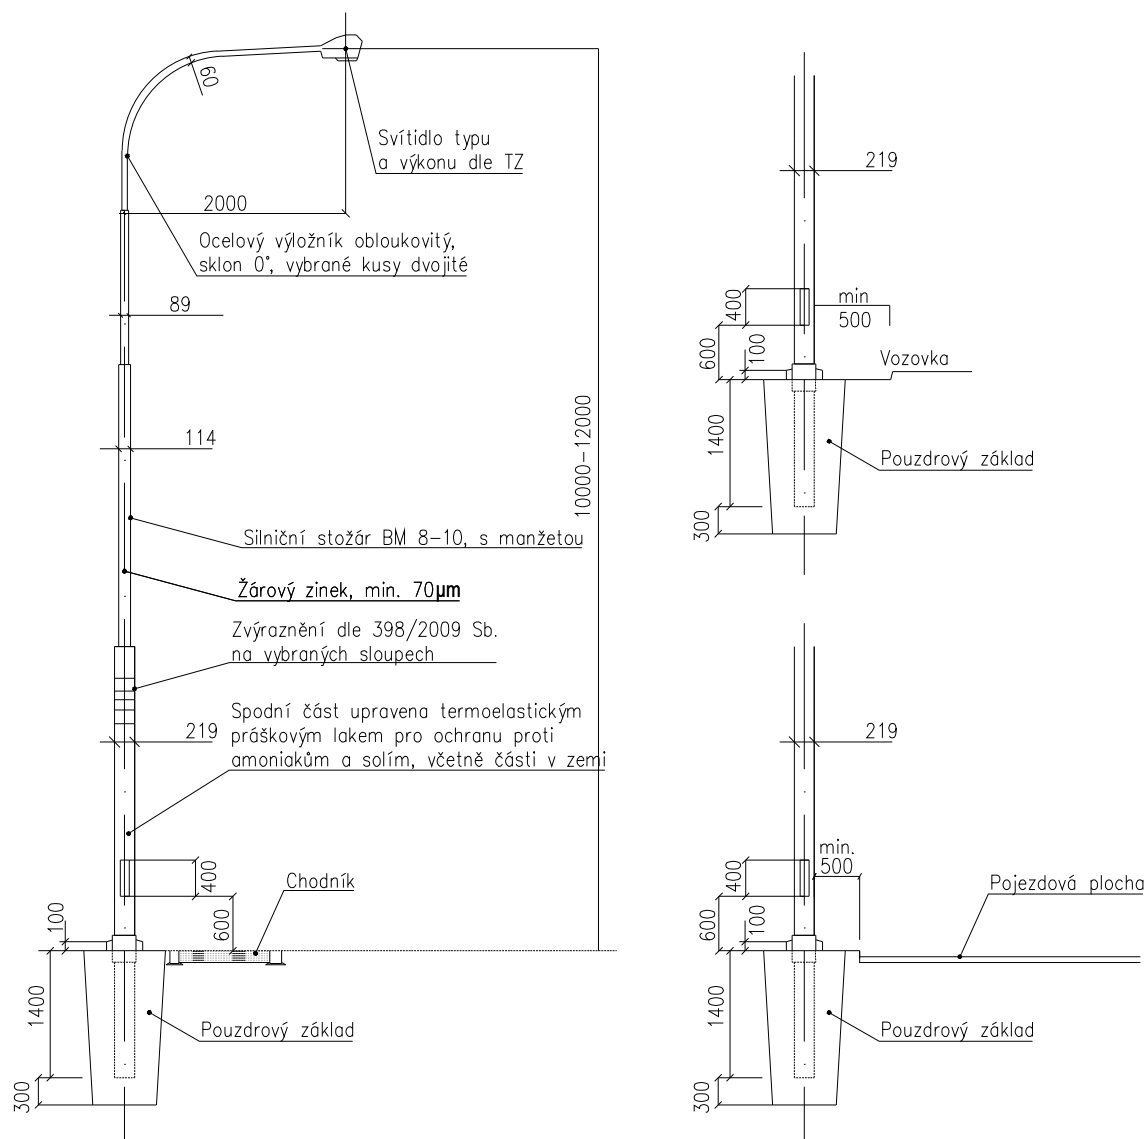 60
Svítidlo typu
a výkonu dle TZ
2000
Ocelový výložník obloukovitý,
sklon 0°, vybrané kusy dvojité
89
114
10000-12000
Silniční stožár BM 8-10, s manžetou
Žárový zinek, min. 70µm
Zvýraznění dle 398/2009 Sb.
na vybraných sloupech
219
Spodní část upravena termoelastickým
práškovým lakem pro ochranu proti
amoniakům a solím, včetně části v zemi
400
600
Chodník
100
1400
Pouzdrový základ
300
219
400
min
500
600
100
Vozovka
1400
Pouzdrový základ
300
219
min.
500
400
600
100
Pojezdová plocha
1400
Pouzdrový základ
300